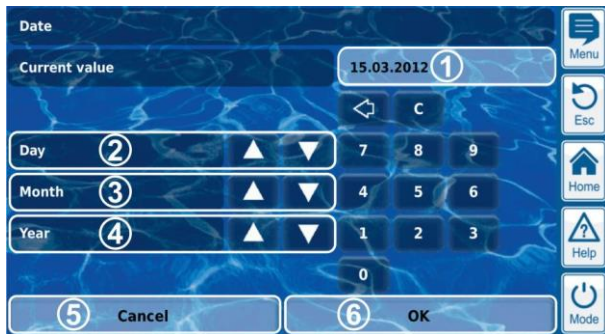 Date
Menu
Current value
15.03.2012 1
C
Esc
Day 2
7 8 9
Month 3
4 5 6
Home
Year 4
1 2 3
Help
0
5 Cancel
6 OK
Mode